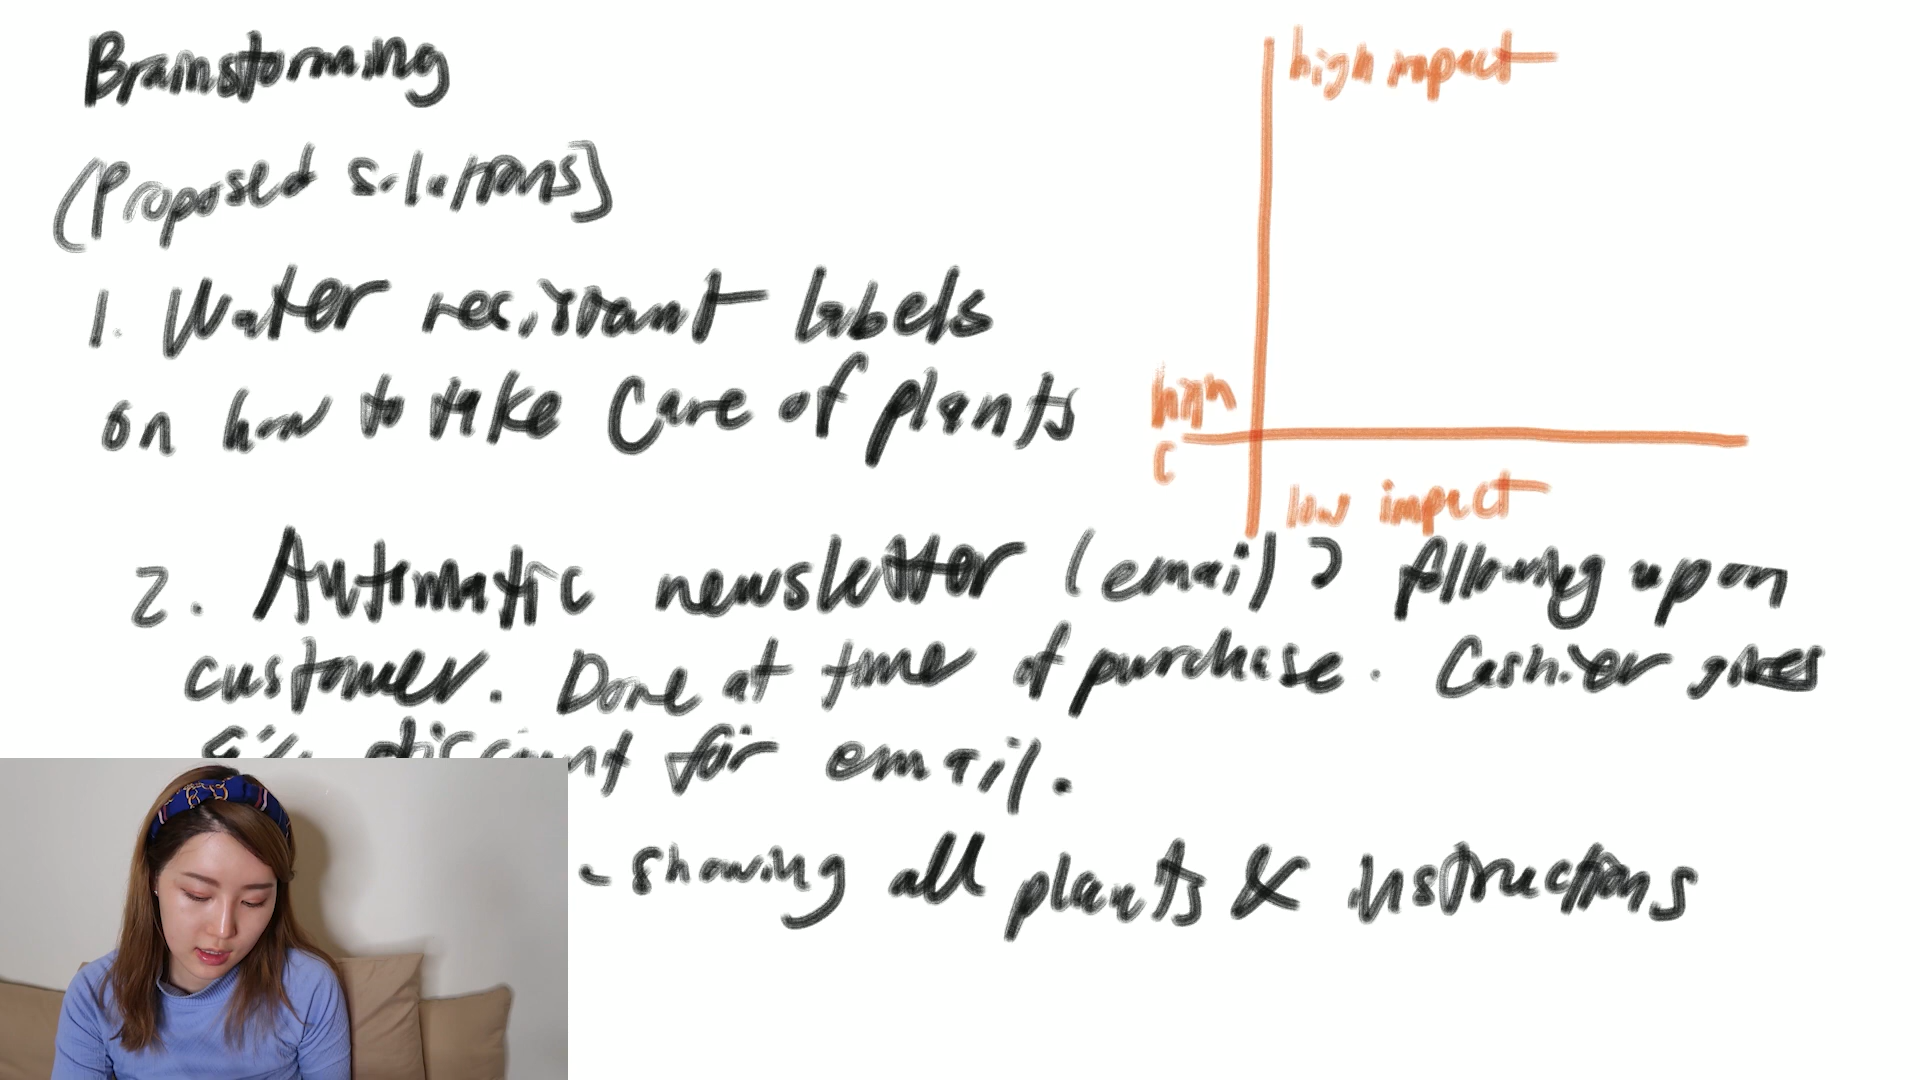 Brainstorming
(Proposed solutions)
1. Water resistant labels
on how to take care of plants
2. Automatic newsletter (email) following up on
customer. Done at time of purchase. Cashier gives
discount for email.
- showing all plants & instructions
high impact
high
c
low impact